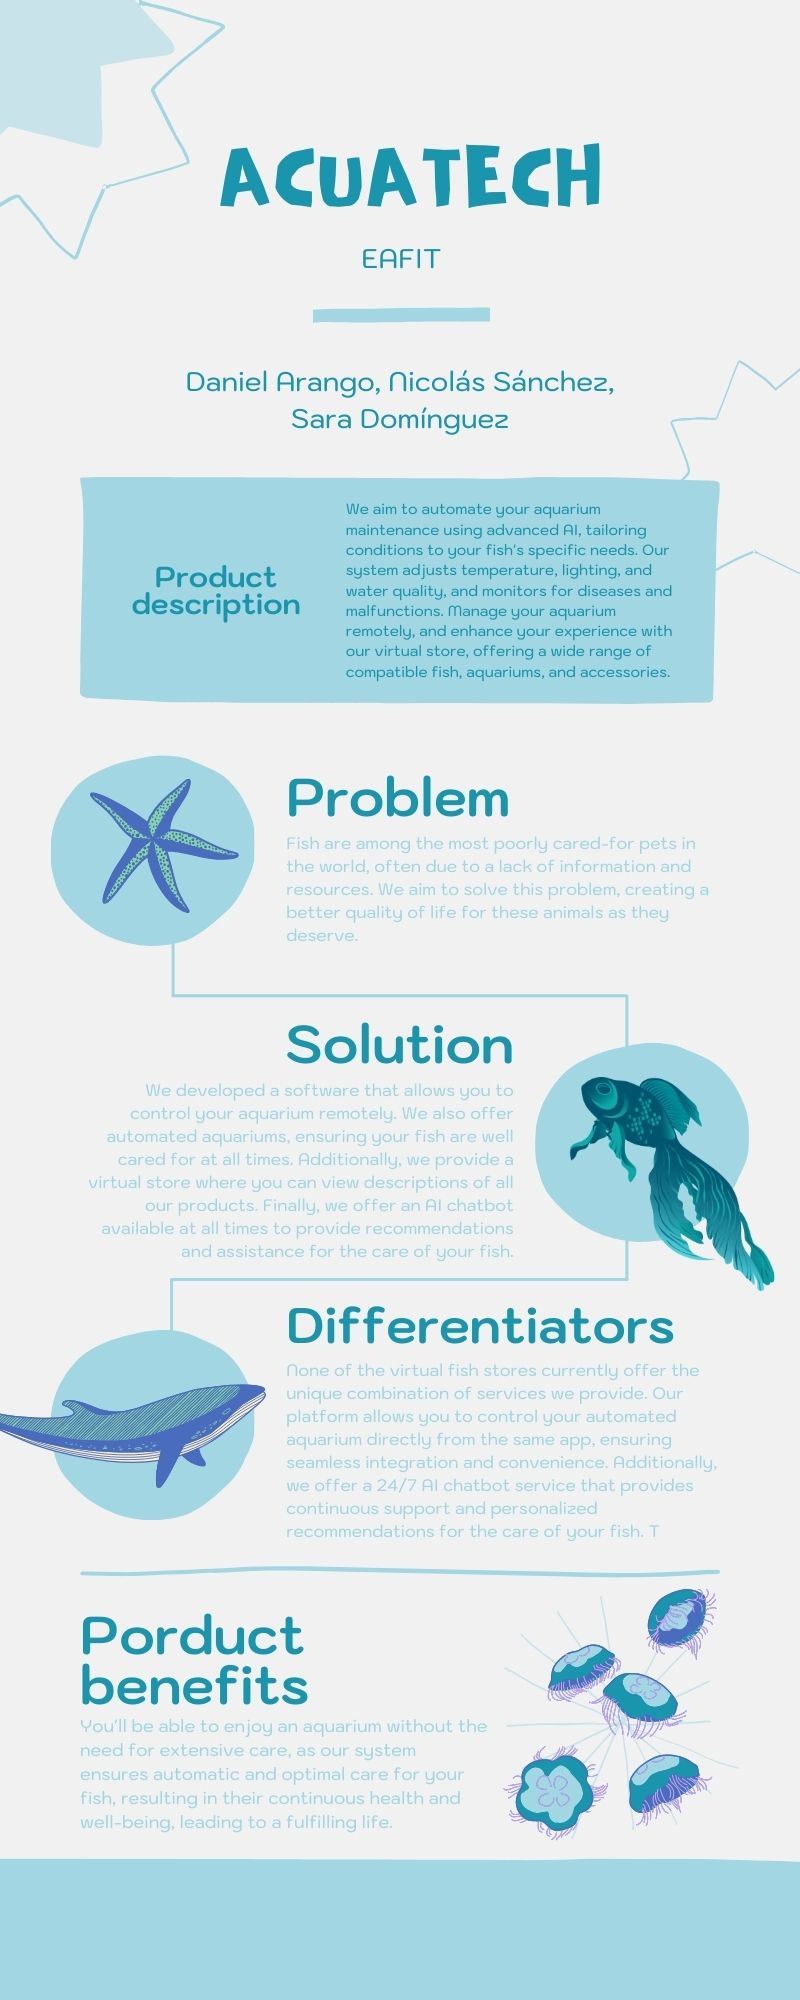 ACUATECH
EAFIT
Daniel Arango, Nicolás Sánchez,
Sara Domínguez
Product
description
We aim to automate your aquarium
maintenance using advanced AI, tailoring
conditions to your fish's specific needs. Our
system adjusts temperature, lighting, and
water quality, and monitors for diseases and
malfunctions. Manage your aquarium
remotely, and enhance your experience with
our virtual store, offering a wide range of
compatible fish, aquariums, and accessories.
Problem
Fish are among the most poorly cared-for pets in
the world, often due to a lack of information and
resources. We aim to solve this problem, creating a
better quality of life for these animals as they
deserve.
Solution
We developed a software that allows you to
control your aquarium remotely. We also offer
automated aquariums, ensuring your fish are well
cared for at all times. Additionally, we provide a
virtual store where you can view descriptions of all
our products. Finally, we offer an AI chatbot
available at all times to provide recommendations
and assistance for the care of your fish.
Differentiators
None of the virtual fish stores currently offer the
unique combination of services we provide. Our
platform allows you to control your automated
aquarium directly from the same app, ensuring
seamless integration and convenience. Additionally,
we offer a 24/7 AI chatbot service that provides
continuous support and personalized
recommendations for the care of your fish. T
Porduct
benefits
You'll be able to enjoy an aquarium without the
need for extensive care, as our system
ensures automatic and optimal care for your
fish, resulting in their continuous health and
well-being, leading to a fulfilling life.